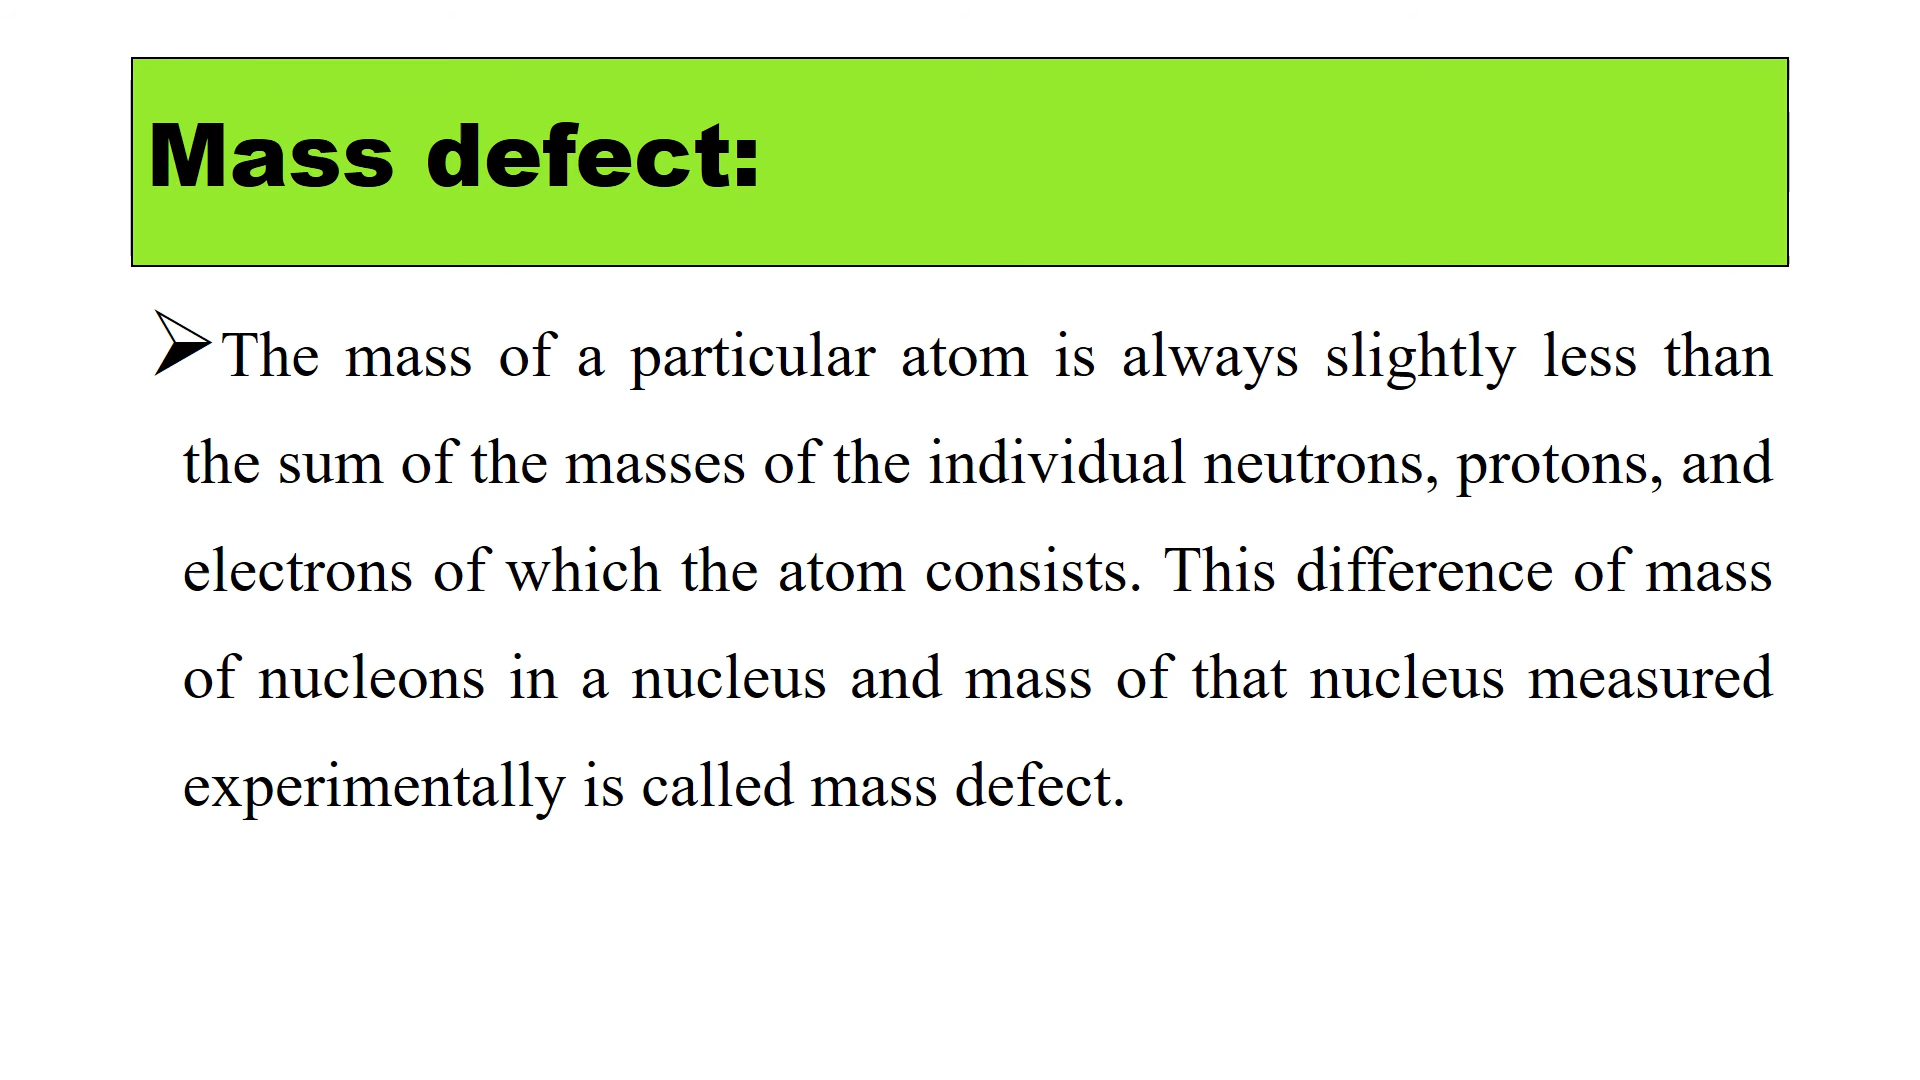 Mass defect:
The mass of a particular atom is always slightly less than
the sum of the masses of the individual neutrons, protons, and
electrons of which the atom consists. This difference of mass
of nucleons in a nucleus and mass of that nucleus measured
experimentally is called mass defect.